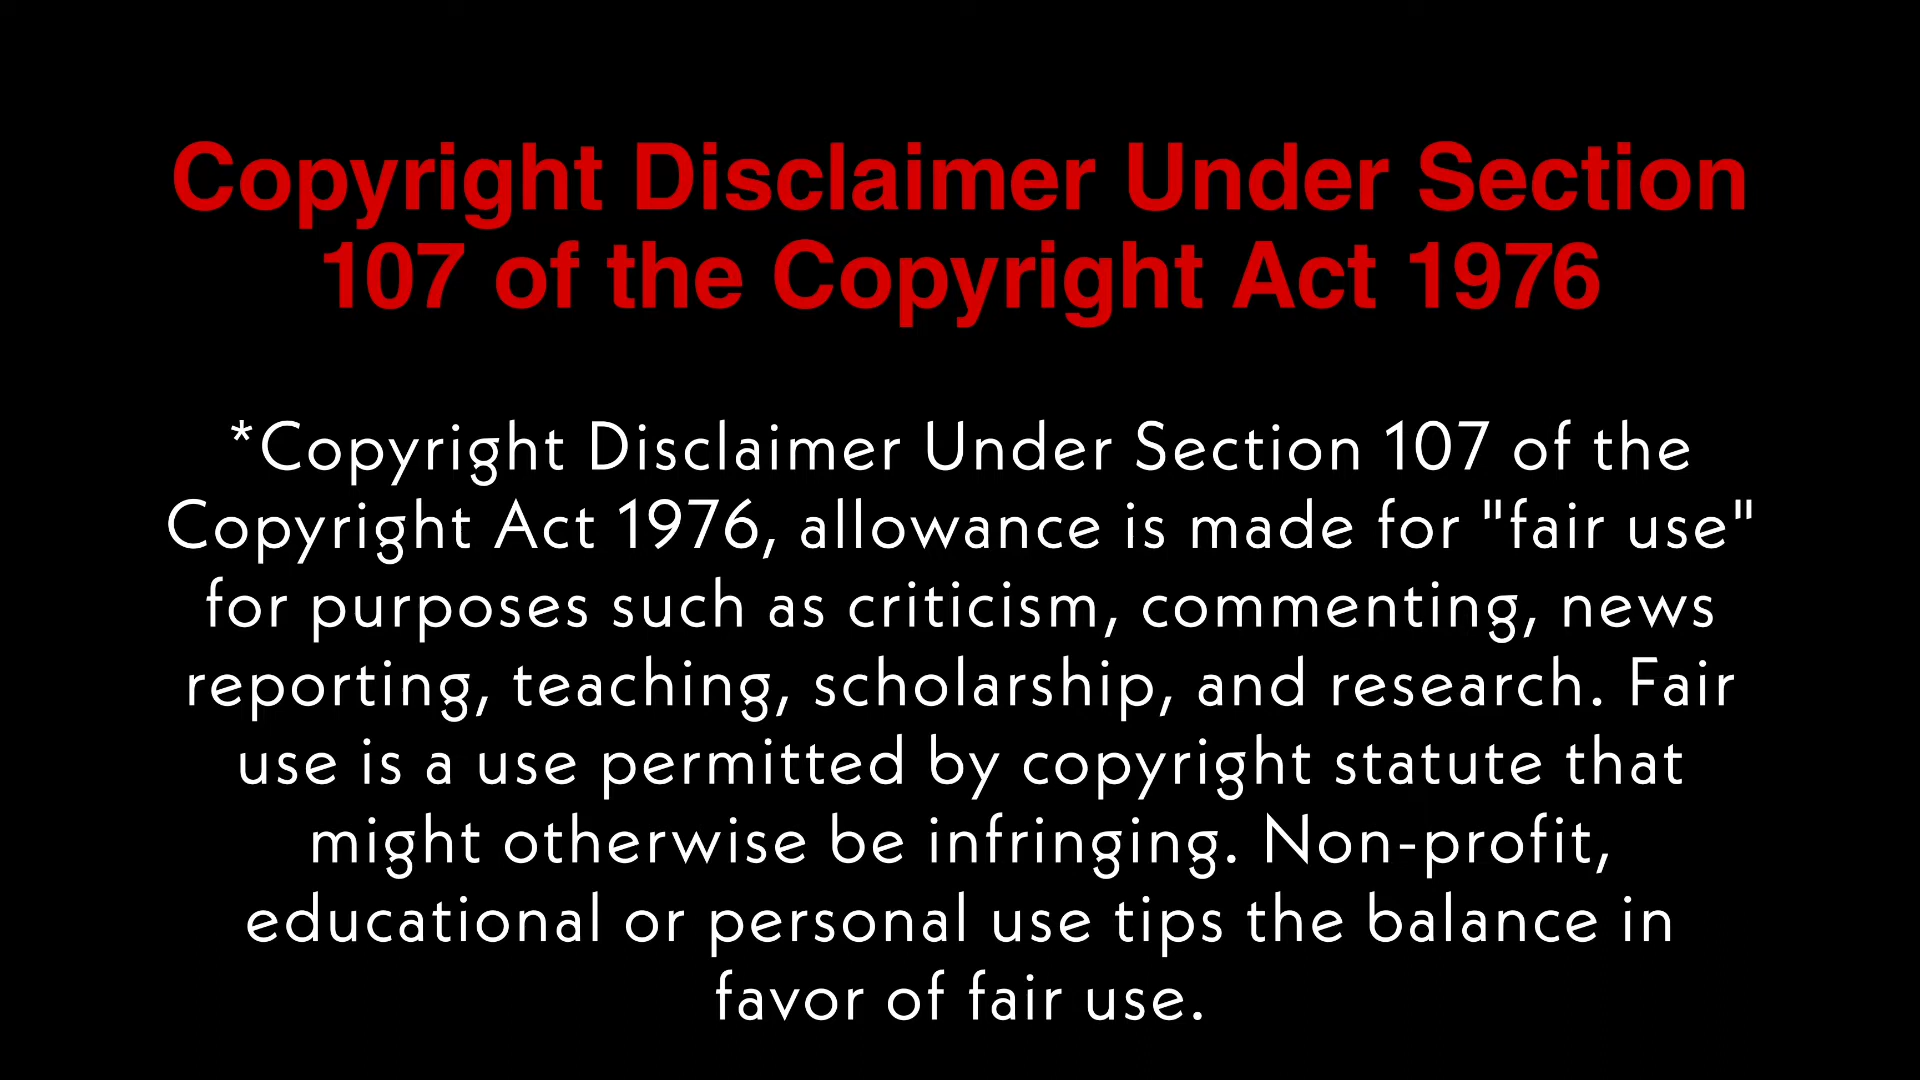 Copyright Disclaimer Under Section
107 of the Copyright Act 1976
*Copyright Disclaimer Under Section 107 of the
Copyright Act 1976, allowance is made for "fair use"
for purposes such as criticism, commenting, news
reporting, teaching, scholarship, and research. Fair
use is a use permitted by copyright statute that
might otherwise be infringing. Non-profit,
educational or personal use tips the balance in
favor of fair use.